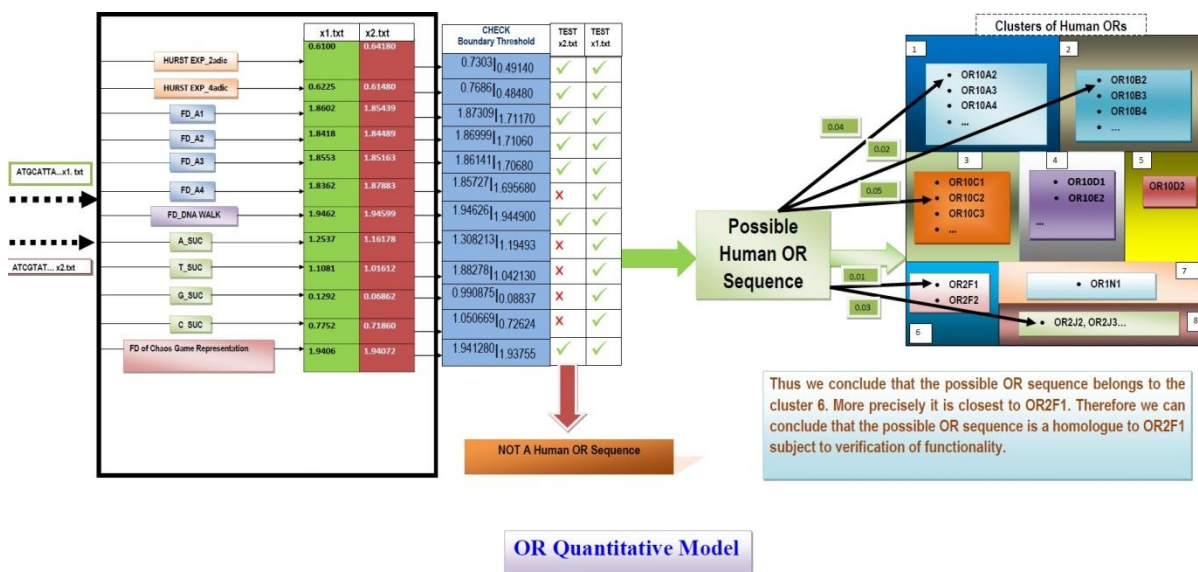 x1.txt x2.txt
CHECK
Boundary Threshold
TEST
x2.txt
TEST
x1.txt
ATGCATTA...x1. txt
ATCGTAT... x2.txt
HURST EXP_2adic 0.6100 0.64180 0.7303|0.49140 ✓ ✓
HURST EXP_4adic 0.6225 0.61480 0.7686|0.48480 ✓ ✓
FD_A1 1.8602 1.85439 1.87309|1.71170 ✓ ✓
FD_A2 1.8418 1.84489 1.86999|1.71060 ✓ ✓
FD_A3 1.8553 1.85163 1.86141|1.70680 ✓ ✓
FD_A4 1.8362 1.87883 1.85727|1.695680 x ✓
FD_DNA WALK 1.9462 1.94599 1.94626|1.944900 ✓ ✓
A_SUC 1.2537 1.16178 1.308213|1.19493 x ✓
T_SUC 1.1081 1.01612 1.88278|1.042130 x ✓
G_SUC 0.1292 0.06862 0.990875|0.08837 x ✓
C_SUC 0.7752 0.71860 1.050669|0.72624 x ✓
FD of Chaos Game Representation 1.9406 1.94072 1.941280|1.93755 ✓ ✓
NOT A Human OR Sequence
Possible
Human OR
Sequence
0.04
0.02
0.05
0.01
0.03
Clusters of Human ORs
1
• OR10A2
• OR10A3
• OR10A4
• ...
2
• OR10B2
• OR10B3
• OR10B4
• ...
3
• OR10C1
• OR10C2
• OR10C3
• ...
4
• OR10D1
• OR10E2
...
5
OR10D2
6
• OR2F1
• OR2F2
7
• OR1N1
8
• OR2J2, OR2J3...
Thus we conclude that the possible OR sequence belongs to the
cluster 6. More precisely it is closest to OR2F1. Therefore we can
conclude that the possible OR sequence is a homologue to OR2F1
subject to verification of functionality.
OR Quantitative Model